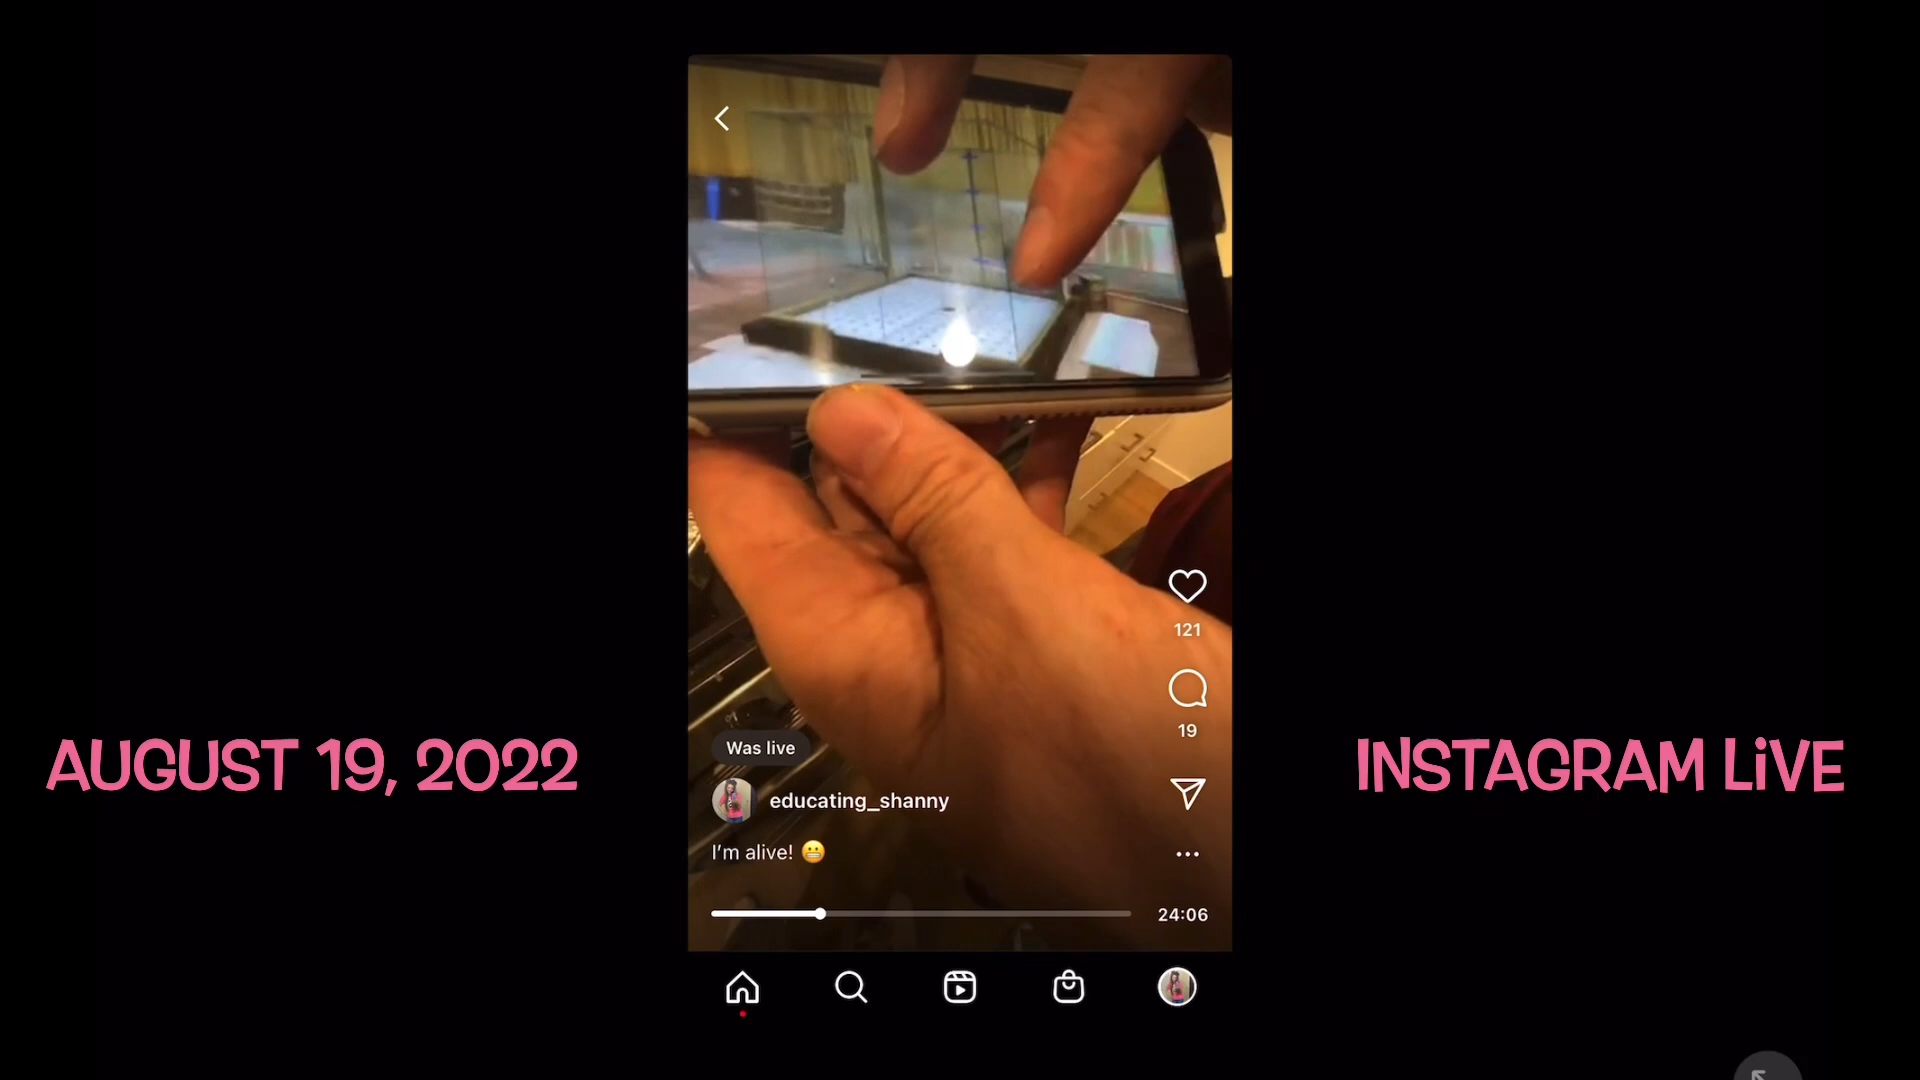 121
19
AUGUST 19, 2022
INSTAGRAM LiVE
Was live
educating_shanny
I'm alive! 😬
24:06